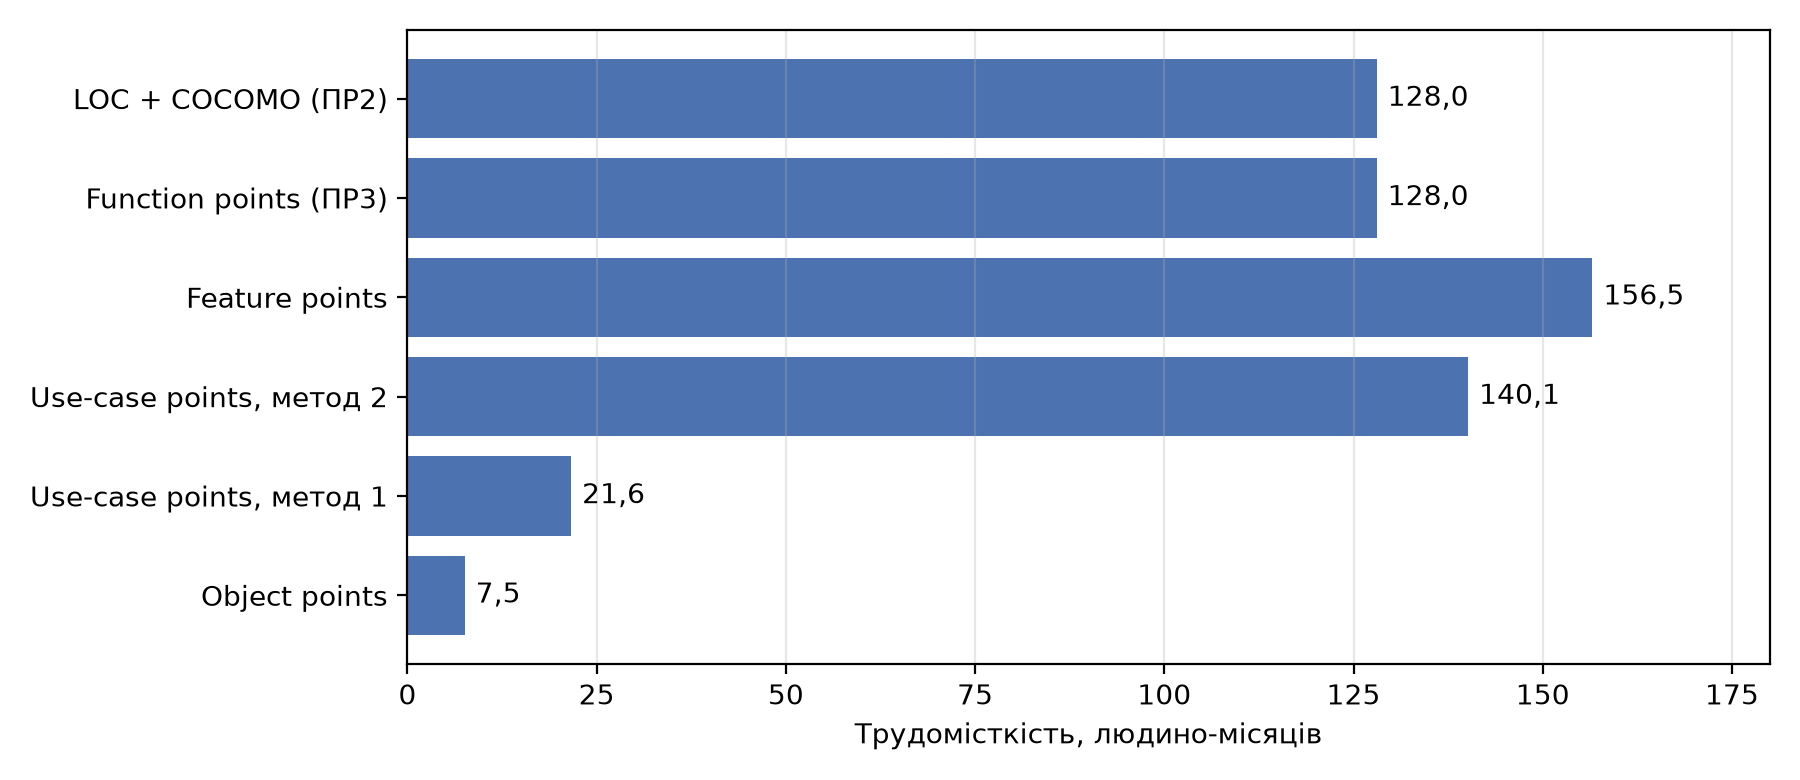 LOC + COCOMO (ПР2)
128,0
Function points (ПР3)
128,0
Feature points
156,5
Use-case points, метод 2
140,1
Use-case points, метод 1
21,6
Object points
7,5
0 25 50 75 100 125 150 175
Трудомісткість, людино-місяців